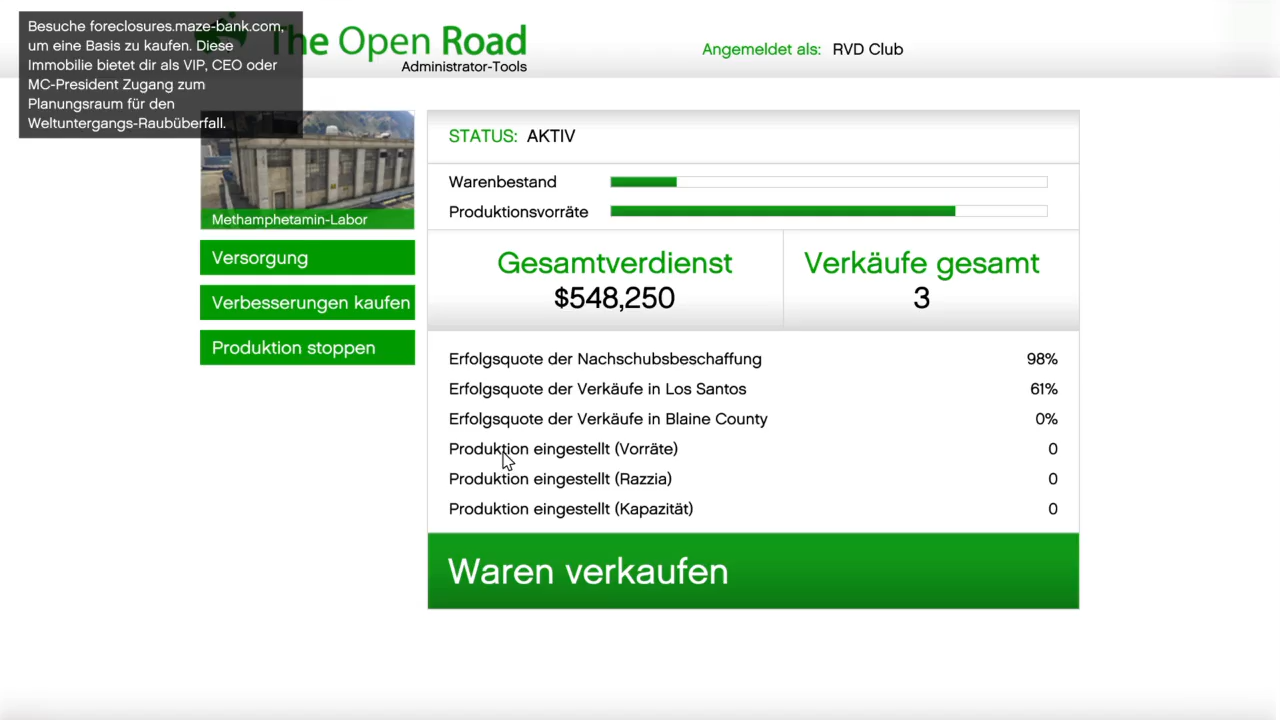 Besuche foreclosures.maze-bank.com,
um eine Basis zu kaufen. Diese
Immobilie bietet dir als VIP, CEO oder
MC-President Zugang zum
Planungsraum für den
Weltuntergangs-Raubüberfall.
The Open Road
Administrator-Tools
Angemeldet als: RVD Club
Methamphetamin-Labor
Versorgung
Verbesserungen kaufen
Produktion stoppen
STATUS: AKTIV
Warenbestand
Produktionsvorräte
Gesamtverdienst
$548,250
Verkäufe gesamt
3
Erfolgsquote der Nachschubsbeschaffung 98%
Erfolgsquote der Verkäufe in Los Santos 61%
Erfolgsquote der Verkäufe in Blaine County 0%
Produktion eingestellt (Vorräte) 0
Produktion eingestellt (Razzia) 0
Produktion eingestellt (Kapazität) 0
Waren verkaufen